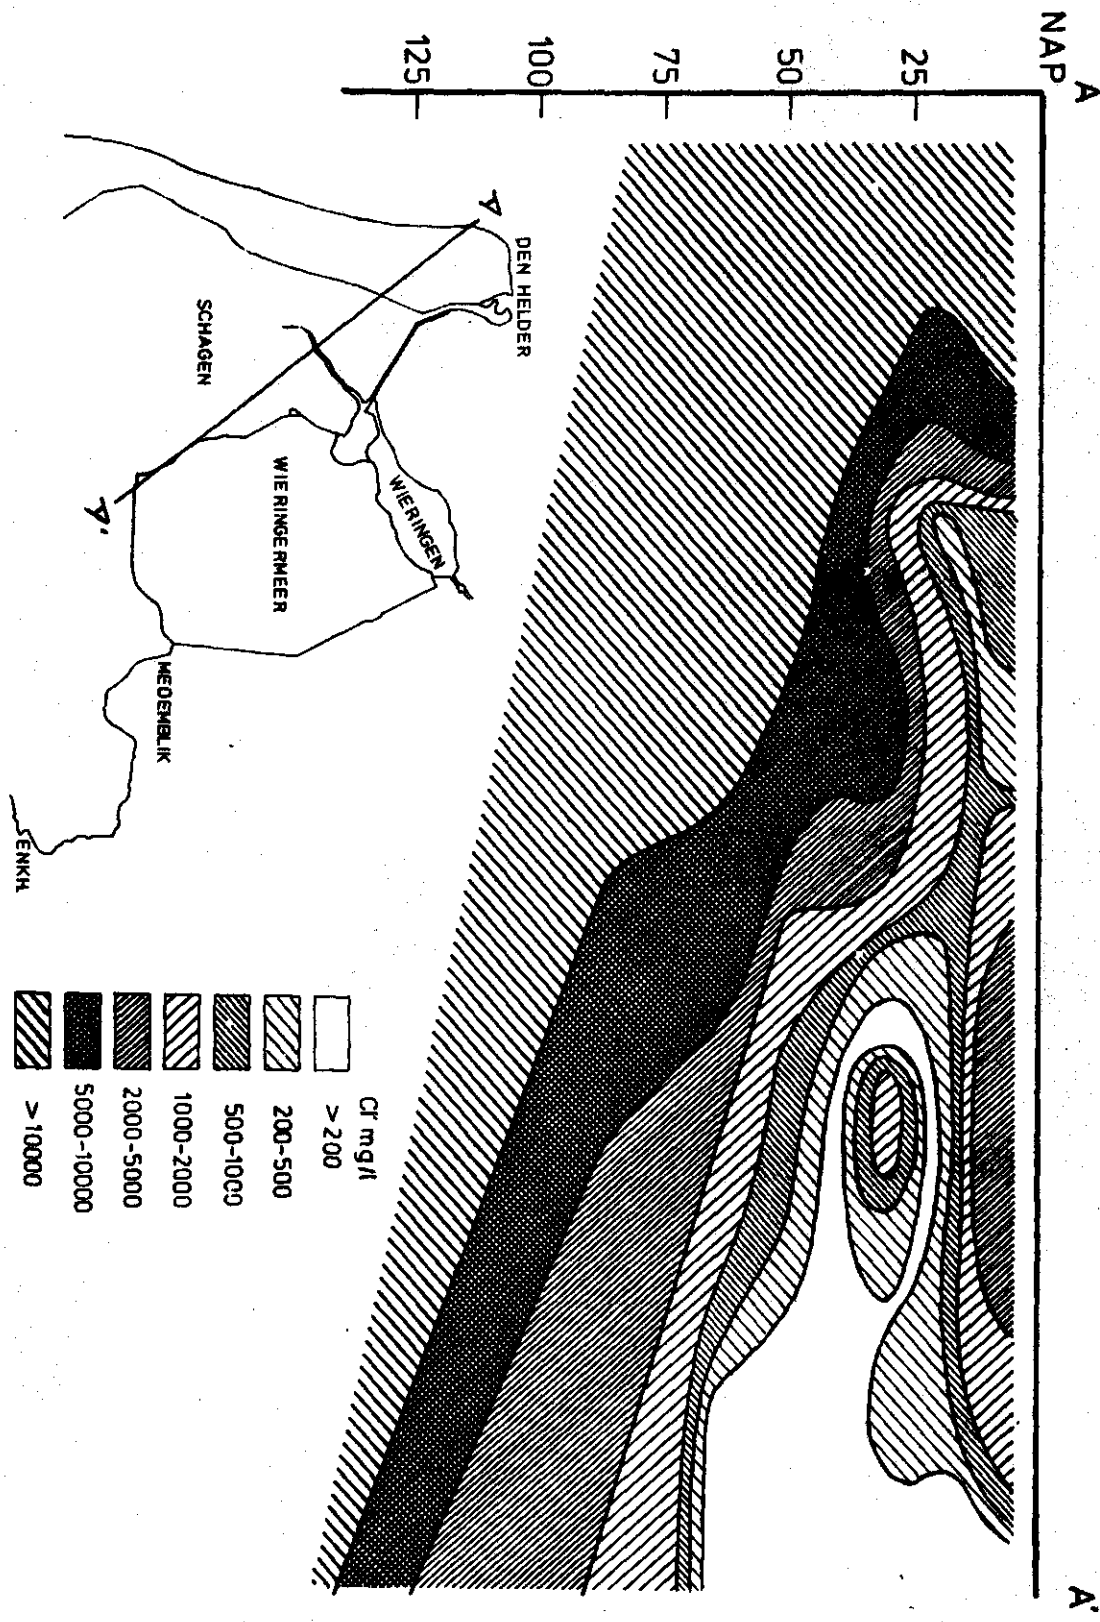 A
NAP
25
50
75
100
125
A'
A
DEN HELDER
SCHAGEN
WIERINGEN
WIERINGERMEER
A'
MEDEMBLIK
ENKH.
Cl' mg/l
>200
200-500
500-1000
1000-2000
2000-5000
5000-10000
>10000